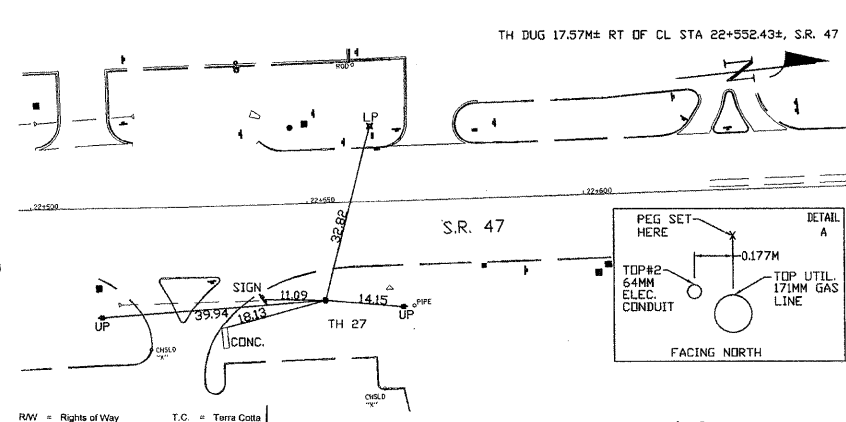 TH DUG 17.57M± RT OF CL STA 22+552.43±, S.R. 47
ROD
LP
22+500
22+550
22+600
32.82
S.R. 47
DETAIL
A
PEG SET
HERE
0.177M
TOP#2
64MM
ELEC.
CONDUIT
TOP UTIL.
171MM GAS
LINE
FACING NORTH
SIGN
11.09
14.15
PIPE
39.94
18.13
UP
UP
TH 27
CONC.
CHSLD
"X"
CHSLD
"X"
R/W = Rights of Way
T.C. = Terra Cotta